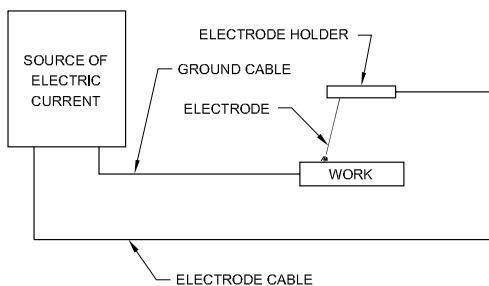 SOURCE OF
ELECTRIC
CURRENT
ELECTRODE HOLDER
GROUND CABLE
ELECTRODE
WORK
ELECTRODE CABLE